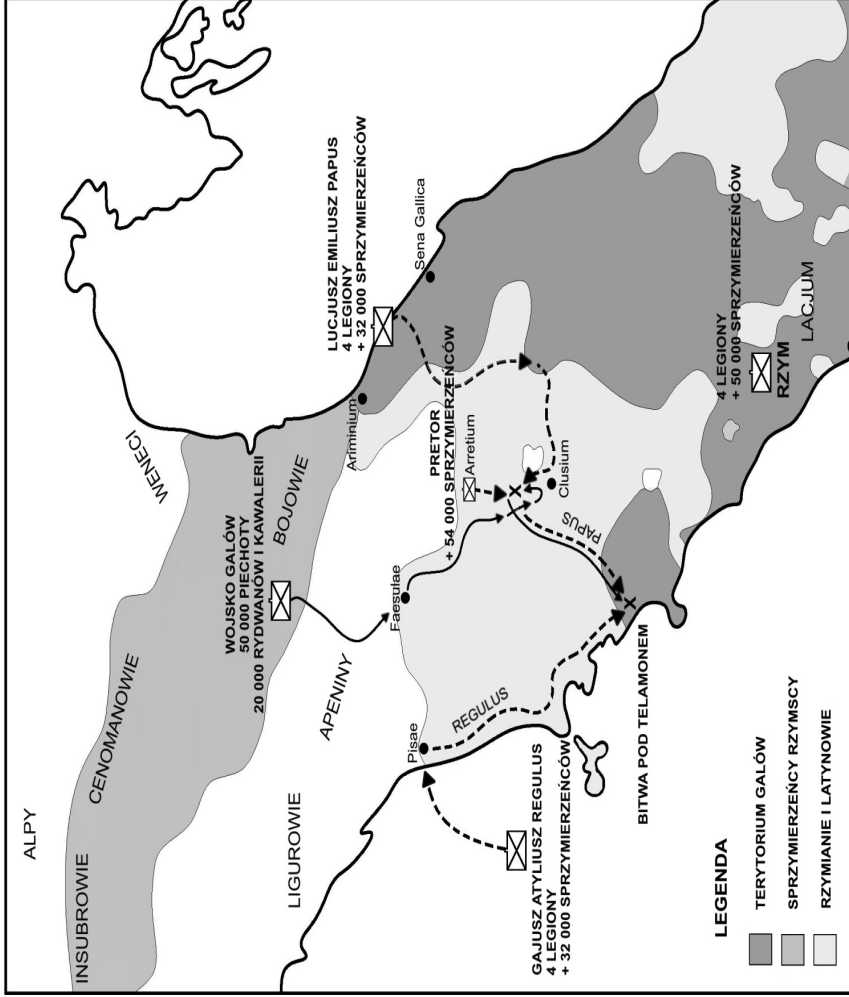 ALPY
INSUBROWIE
CENOMANOWIE
WENECI
BOJOWIE
WOJSKO GALÓW
50 000 PIECHOTY
20 000 RYDWANÓW I KAWALERII
LIGUROWIE
APENINY
LUCJUSZ EMILIUSZ PAPUS
4 LEGIONY
+ 32 000 SPRZYMIERZEŃCÓW
Ariminium
Sena Gallica
Pisae
Faesulae
PRETOR
+ 54 000 SPRZYMIERZEŃCÓW
Arretium
Clusium
REGULUS
PAPUS
GAJUSZ ATYLIUSZ REGULUS
4 LEGIONY
+ 32 000 SPRZYMIERZEŃCÓW
BITWA POD TELAMONEM
4 LEGIONY
+ 50 000 SPRZYMIERZEŃCÓW
RZYM
LACJUM
LEGENDA
TERYTORIUM GALÓW
SPRZYMIERZEŃCY RZYMSCY
RZYMIANIE I LATYNOWIE